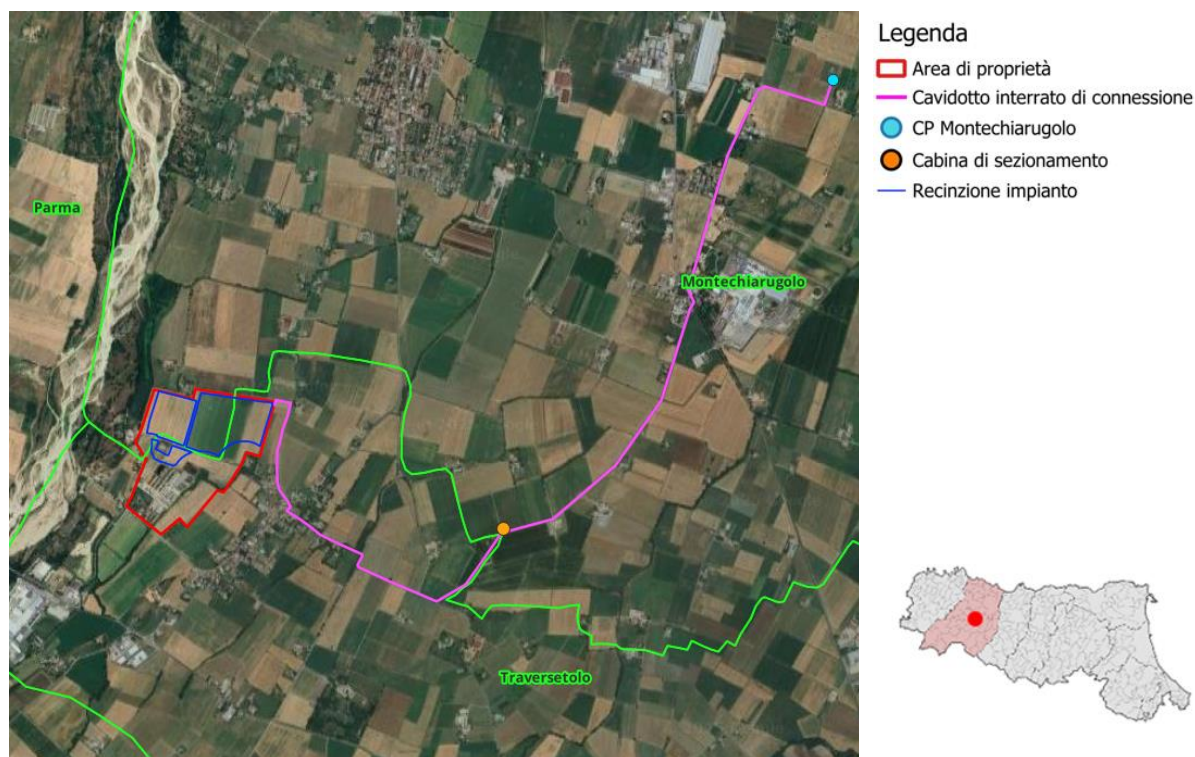 Legenda
Area di proprietà
Cavidotto interrato di connessione
CP Montechiarugolo
Cabina di sezionamento
Recinzione impianto
Parma
Montechiarugolo
Traversetolo